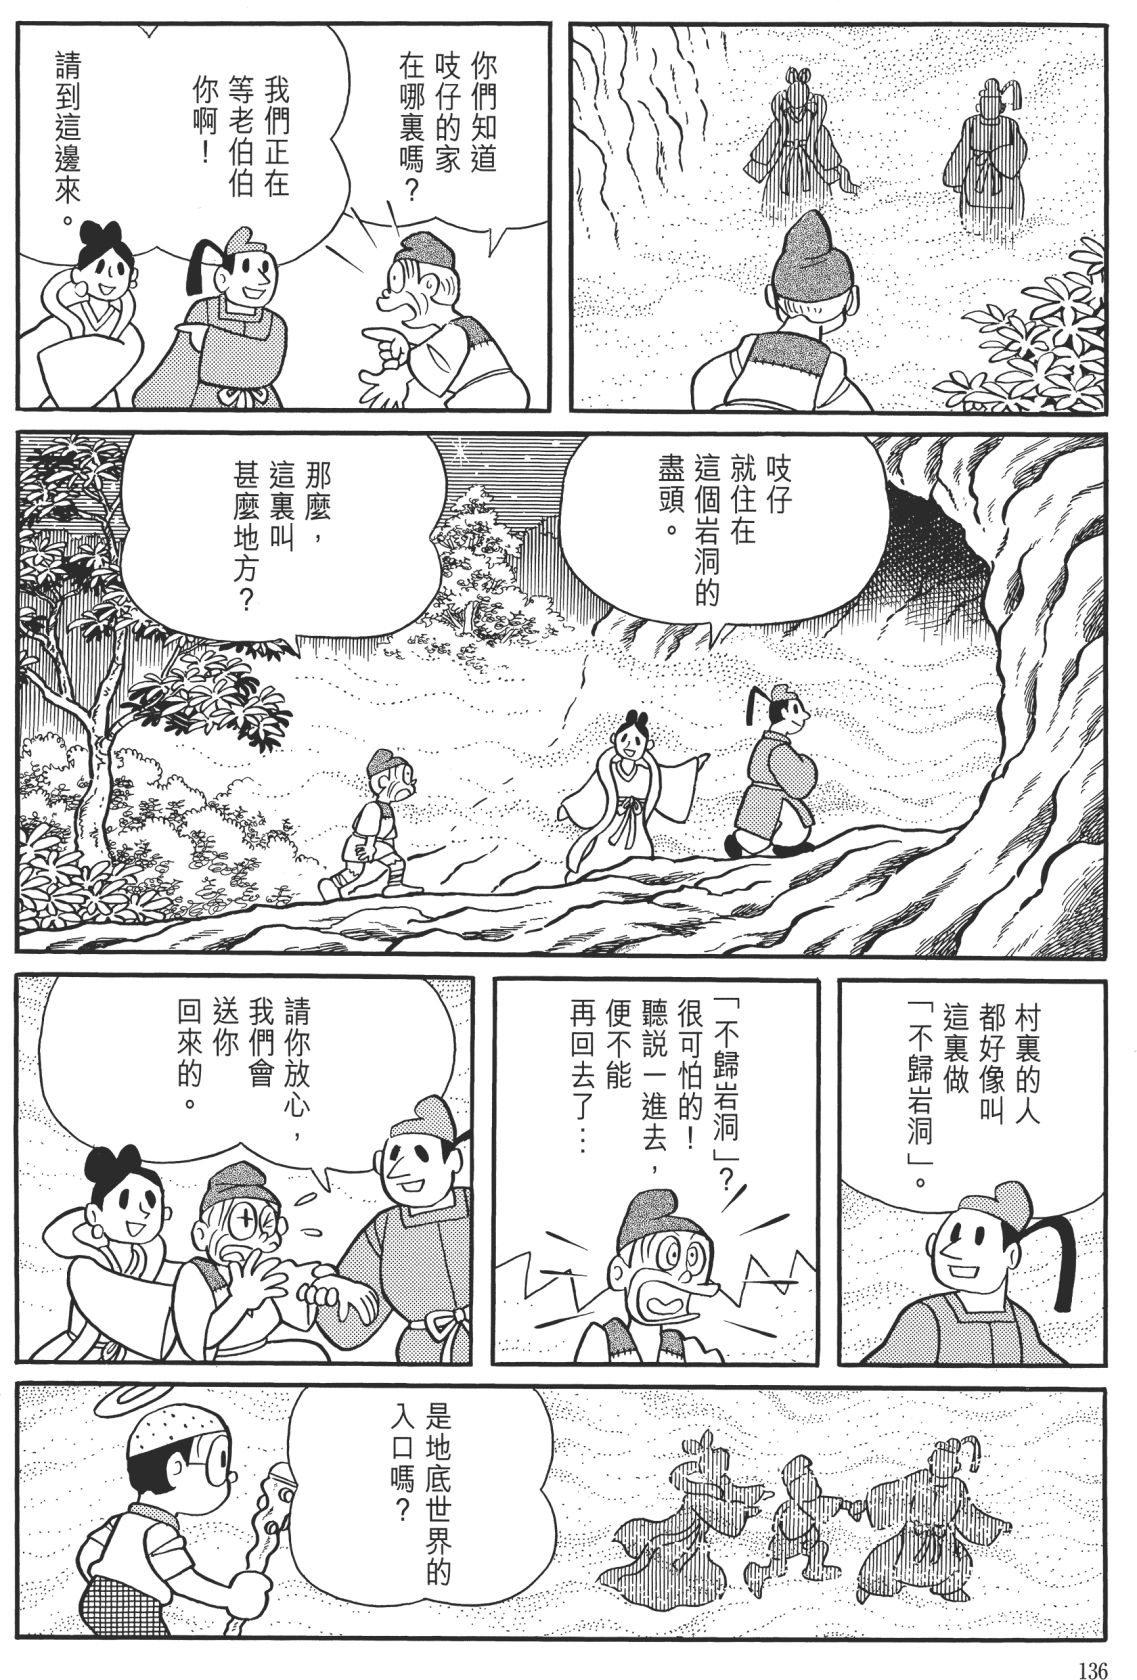 你們知道
吱仔的家
在哪裏嗎？
我們正在
等老伯伯
你啊！
請到這邊來。
吱仔
就住在
這個岩洞的
盡頭。
那麼，
這裏叫
甚麼地方？
村裏的人
都好像叫
這裏做
「不歸岩洞」。
「不歸岩洞」？
很可怕的！
聽說一進去，
便不能
再回去了…
請你放心，
我們會
送你
回來的。
是地底世界的
入口嗎？
136